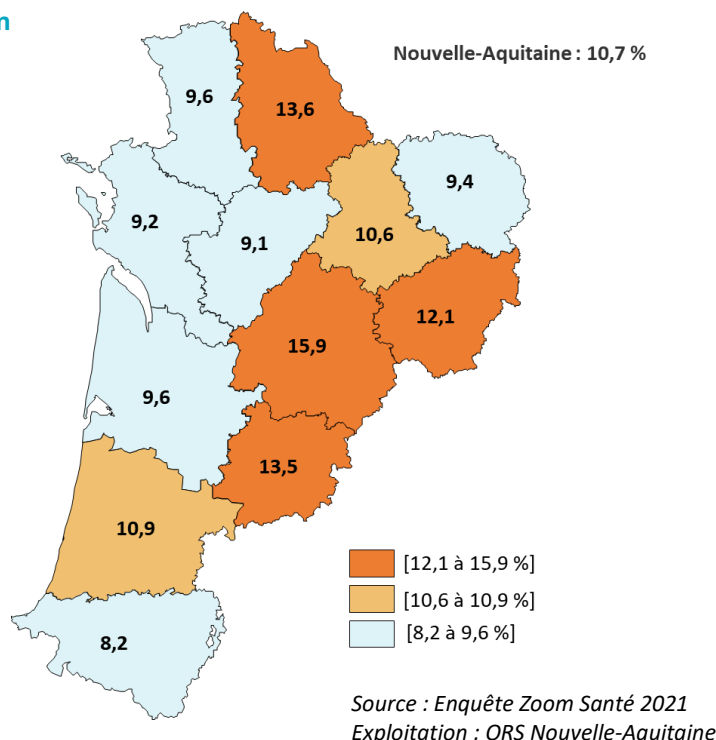 n
Nouvelle-Aquitaine : 10,7 %
9,6
13,6
9,4
9,2
9,1
10,6
12,1
15,9
9,6
13,5
10,9
8,2
[12,1 à 15,9 %]
[10,6 à 10,9 %]
[8,2 à 9,6 %]
Source : Enquête Zoom Santé 2021
Exploitation : ORS Nouvelle-Aquitaine